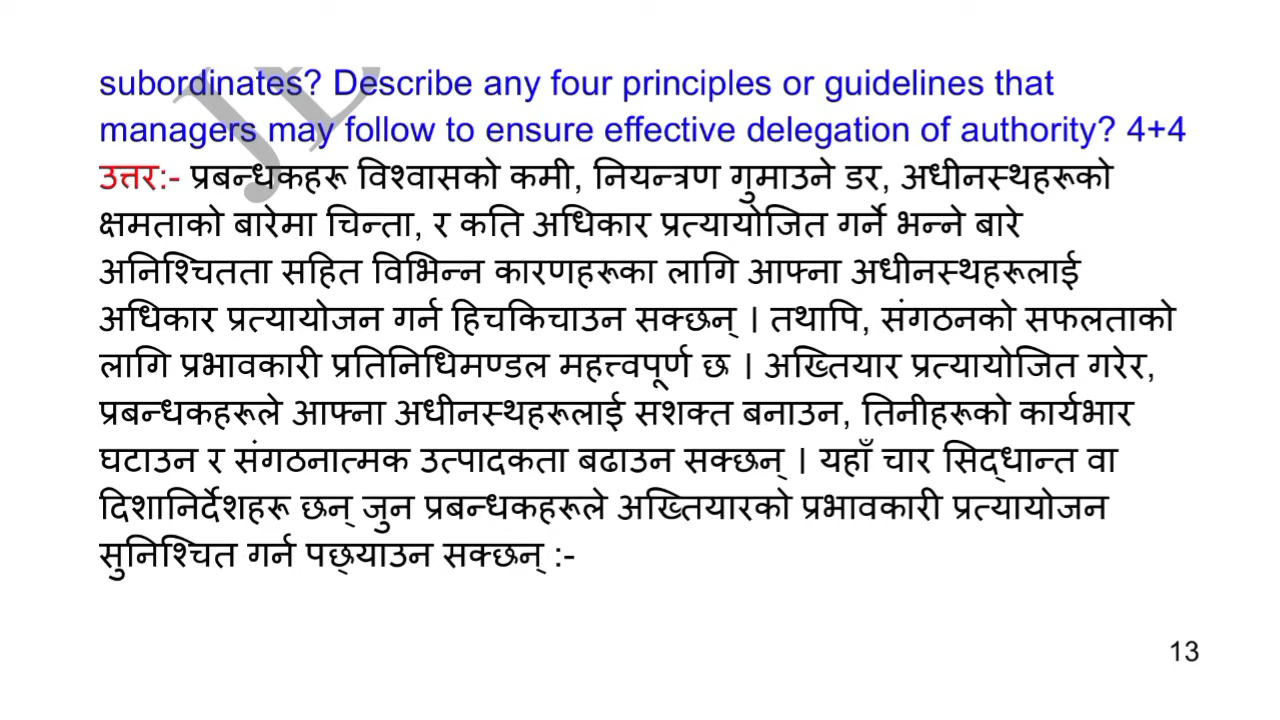 subordinates? Describe any four principles or guidelines that
managers may follow to ensure effective delegation of authority? 4+4
उत्तर:- प्रबन्धकहरू विश्वासको कमी, नियन्त्रण गुमाउने डर, अधीनस्थहरूको
क्षमताको बारेमा चिन्ता, र कति अधिकार प्रत्यायोजित गर्ने भन्ने बारे
अनिश्चितता सहित विभिन्न कारणहरूका लागि आफ्ना अधीनस्थहरूलाई
अधिकार प्रत्यायोजन गर्न हिचकिचाउन सक्छन् । तथापि, संगठनको सफलताको
लागि प्रभावकारी प्रतिनिधिमण्डल महत्त्वपूर्ण छ । अख्तियार प्रत्यायोजित गरेर,
प्रबन्धकहरूले आफ्ना अधीनस्थहरूलाई सशक्त बनाउन, तिनीहरूको कार्यभार
घटाउन र संगठनात्मक उत्पादकता बढाउन सक्छन् । यहाँ चार सिद्धान्त वा
दिशानिर्देशहरू छन् जुन प्रबन्धकहरूले अख्तियारको प्रभावकारी प्रत्यायोजन
सुनिश्चित गर्न पछ्याउन सक्छन् :-
13